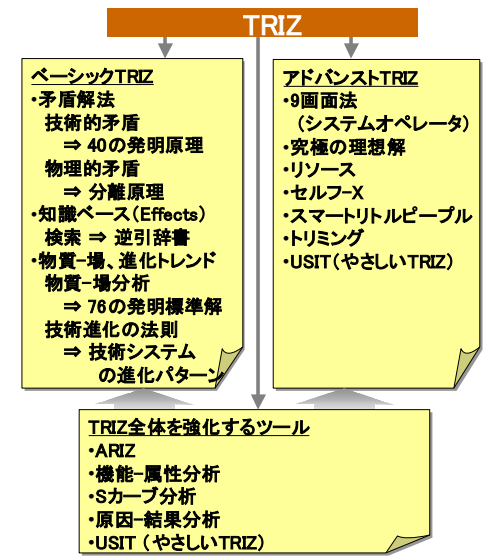 TRIZ
ベーシックTRIZ
・矛盾解法
技術的矛盾
⇒ 40の発明原理
物理的矛盾
⇒ 分離原理
・知識ベース（Effects）
検索 ⇒ 逆引辞書
・物質-場、進化トレンド
物質-場分析
⇒ 76の発明標準解
技術進化の法則
⇒ 技術システム
の進化パターン
アドバンストTRIZ
・9画面法
（システムオペレータ）
・究極の理想解
・リソース
・セルフ-X
・スマートリトルピープル
・トリミング
・USIT（やさしいTRIZ）
TRIZ全体を強化するツール
・ARIZ
・機能-属性分析
・Sカーブ分析
・原因-結果分析
・USIT （やさしいTRIZ）